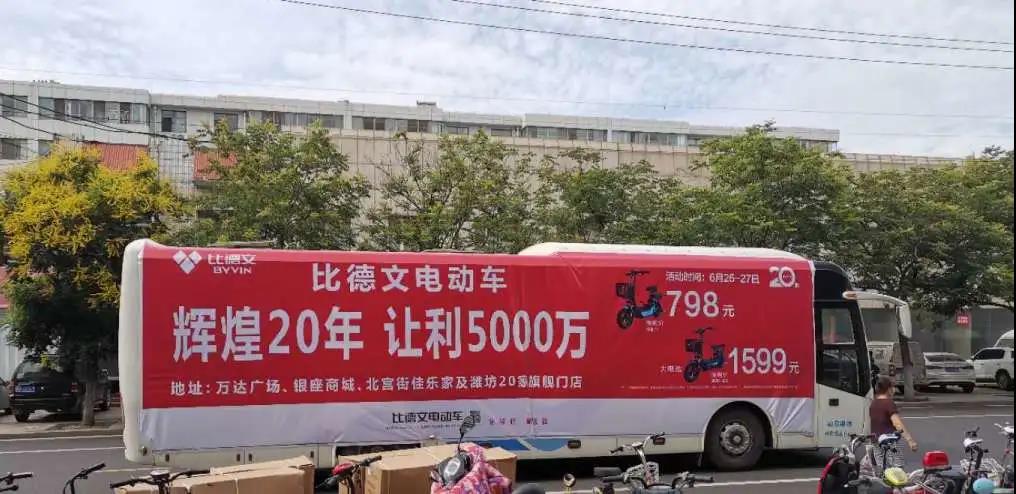 比德文
BYVIN
比德文电动车
辉煌20年 让利5000万
地址：万达广场、银座商城、北宫街佳乐家及潍坊20家旗舰门店
活动时间：6月26-27日
20
798元
大电池
1599元
比德文电动车